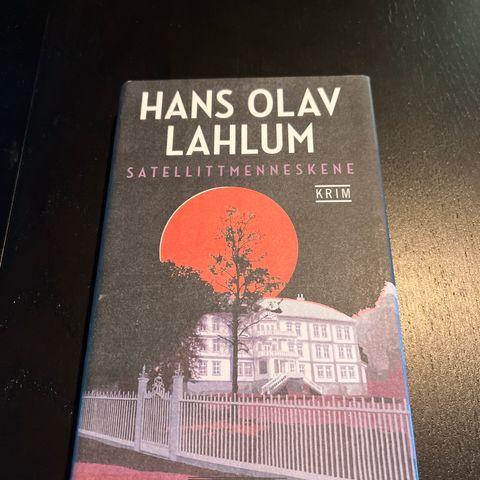 HANS OLAV
LAHLUM
SATELLITTMENNESKENE
KRIM